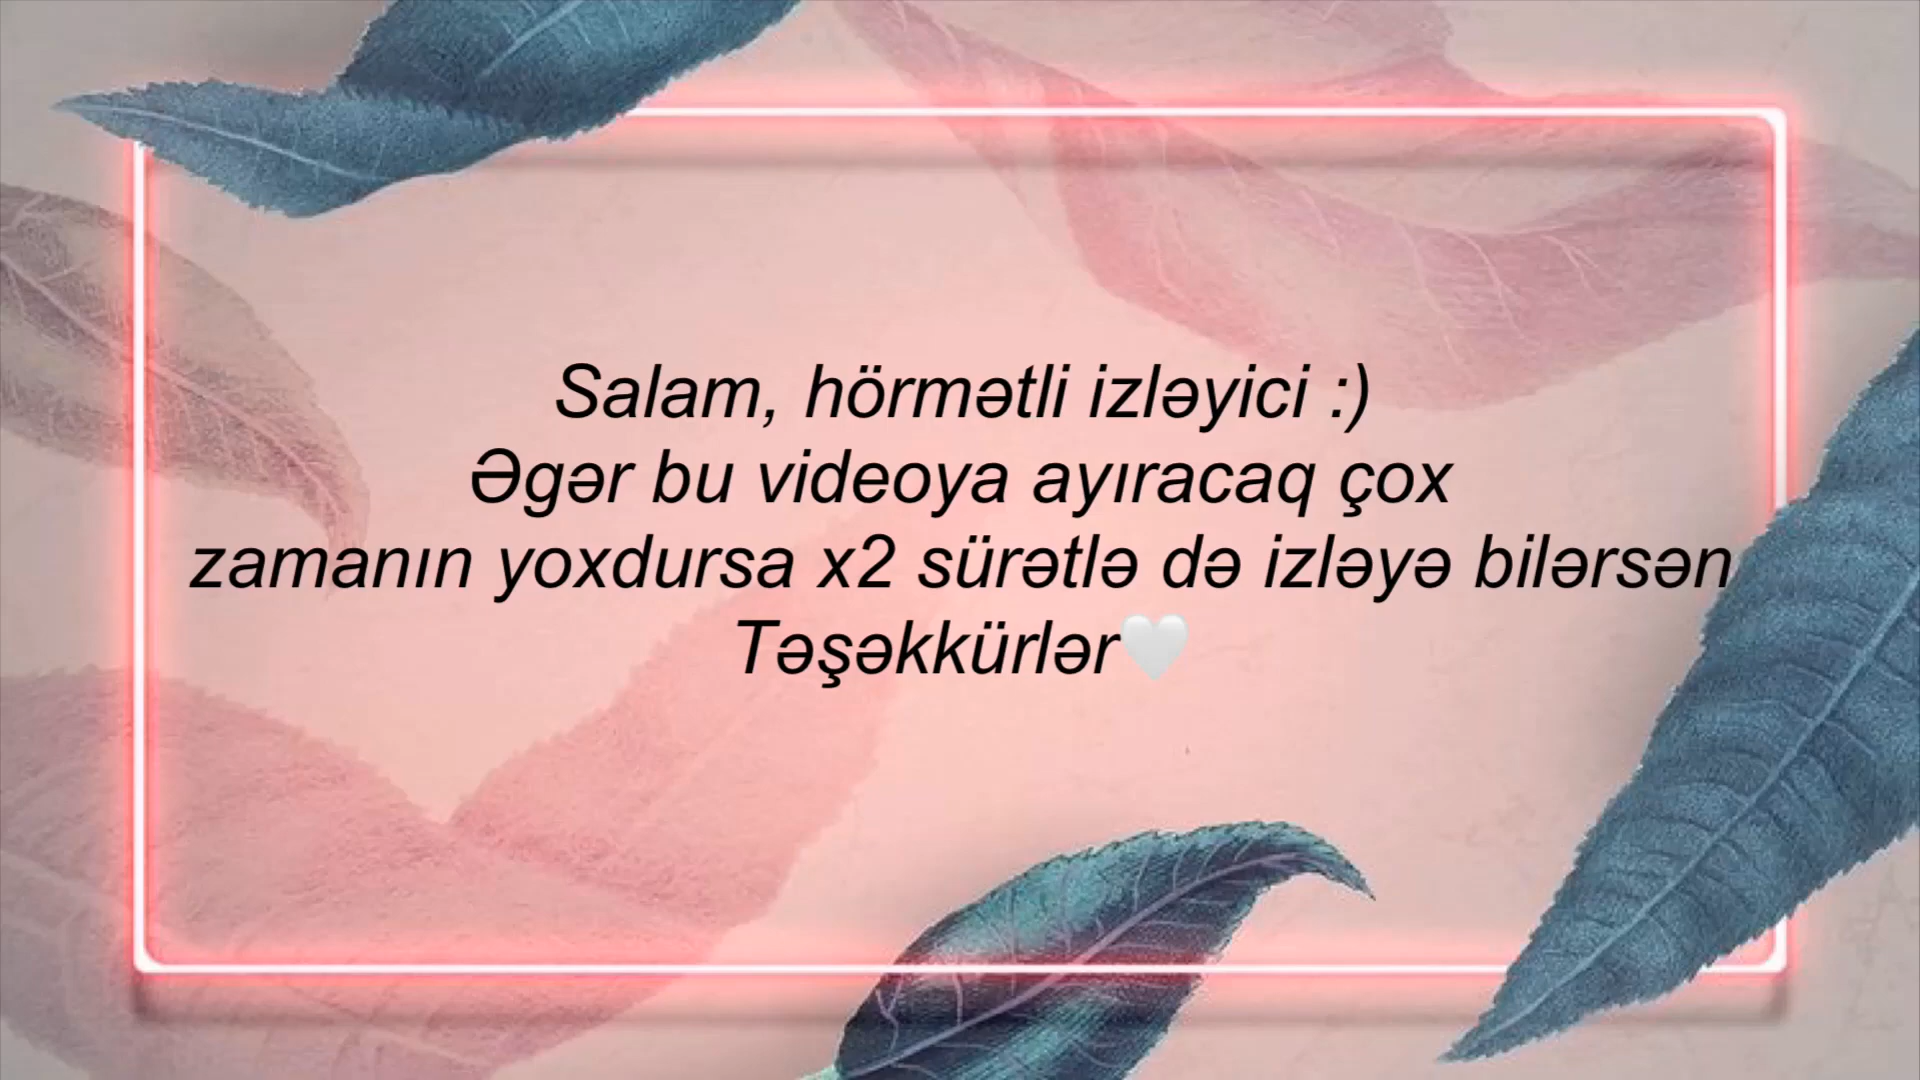 Salam, hörmətli izləyici :)
Əgər bu videoya ayıracaq çox
zamanın yoxdursa x2 sürətlə də izləyə bilərsən
Təşəkkürlər🤍